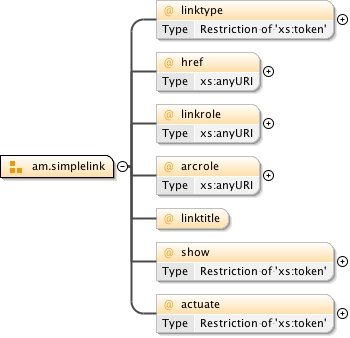 @ linktype
Type Restriction of 'xs:token'
@ href
Type xs:anyURI
@ linkrole
Type xs:anyURI
am.simplelink
@ arcrole
Type xs:anyURI
@ linktitle
@ show
Type Restriction of 'xs:token'
@ actuate
Type Restriction of 'xs:token'